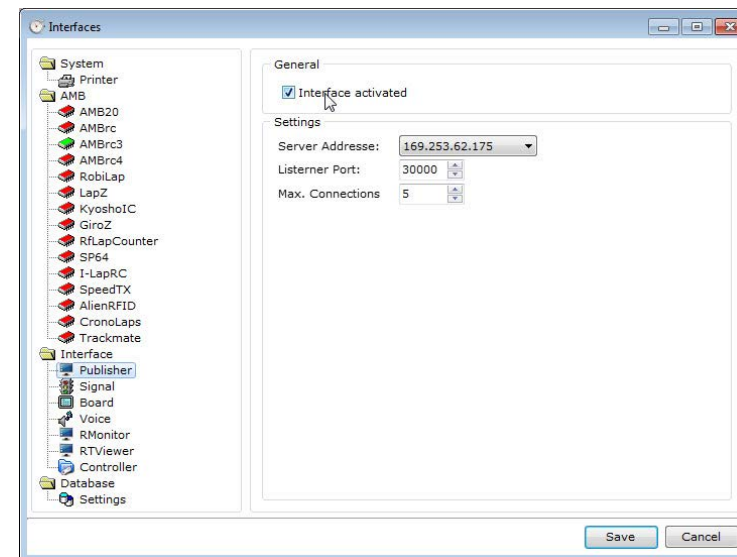 Interfaces
System
Printer
AMB
AMB20
AMBrc
AMBrc3
AMBrc4
RobiLap
LapZ
KyoshoIC
GiroZ
RfLapCounter
SP64
I-LapRC
SpeedTX
AlienRFID
CronoLaps
Trackmate
Interface
Publisher
Signal
Board
Voice
RMonitor
RTViewer
Controller
Database
Settings
General
Interface activated
Settings
Server Addresse: 169.253.62.175
Listerner Port: 30000
Max. Connections 5
Save Cancel